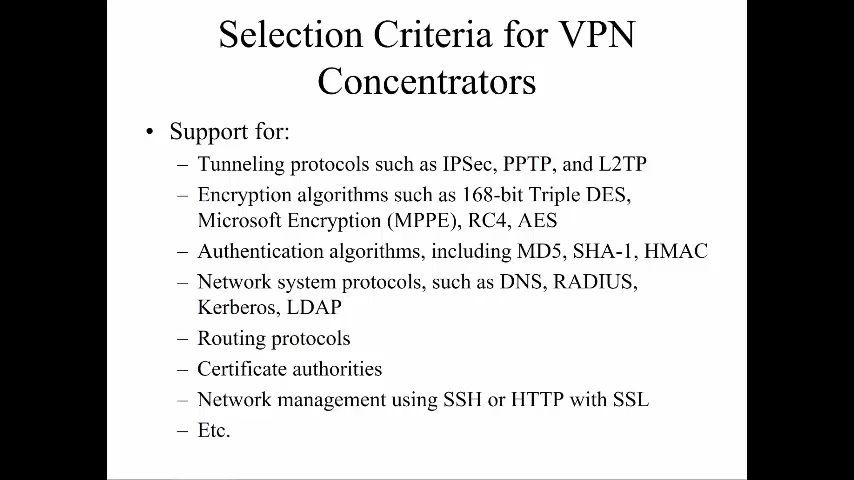 Selection Criteria for VPN
Concentrators
• Support for:
– Tunneling protocols such as IPSec, PPTP, and L2TP
– Encryption algorithms such as 168-bit Triple DES,
Microsoft Encryption (MPPE), RC4, AES
– Authentication algorithms, including MD5, SHA-1, HMAC
– Network system protocols, such as DNS, RADIUS,
Kerberos, LDAP
– Routing protocols
– Certificate authorities
– Network management using SSH or HTTP with SSL
– Etc.